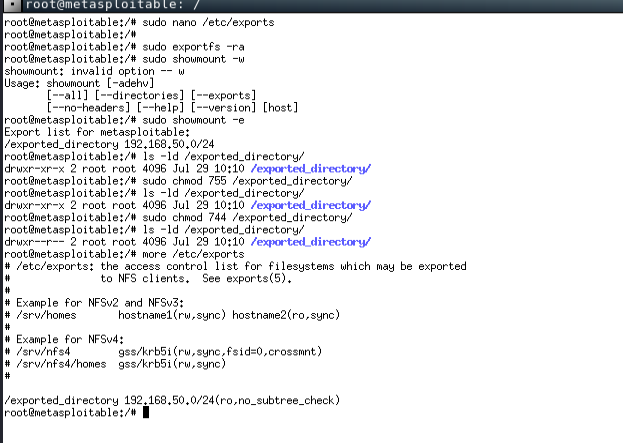 root@metasploitable: /
root@metasploitable:/# sudo nano /etc/exports
root@metasploitable:/#
root@metasploitable:/# sudo exportfs -ra
root@metasploitable:/# sudo showmount -w
showmount: invalid option -- w
Usage: showmount [-adehv]
       [--all] [--directories] [--exports]
       [--no-headers] [--help] [--version] [host]
root@metasploitable:/# sudo showmount -e
Export list for metasploitable:
/exported_directory 192.168.50.0/24
root@metasploitable:/# ls -ld /exported_directory/
drwxr-xr-x 2 root root 4096 Jul 29 10:10 /exported_directory/
root@metasploitable:/# sudo chmod 755 /exported_directory/
root@metasploitable:/# ls -ld /exported_directory/
drwxr-xr-x 2 root root 4096 Jul 29 10:10 /exported_directory/
root@metasploitable:/# sudo chmod 744 /exported_directory/
root@metasploitable:/# ls -ld /exported_directory/
drwxr--r-- 2 root root 4096 Jul 29 10:10 /exported_directory/
root@metasploitable:/# more /etc/exports
# /etc/exports: the access control list for filesystems which may be exported
#               to NFS clients.  See exports(5).
#
# Example for NFSv2 and NFSv3:
# /srv/homes       hostname1(rw,sync) hostname2(ro,sync)
#
# Example for NFSv4:
# /srv/nfs4        gss/krb5i(rw,sync,fsid=0,crossmnt)
# /srv/nfs4/homes  gss/krb5i(rw,sync)
#

/exported_directory 192.168.50.0/24(ro,no_subtree_check)
root@metasploitable:/#